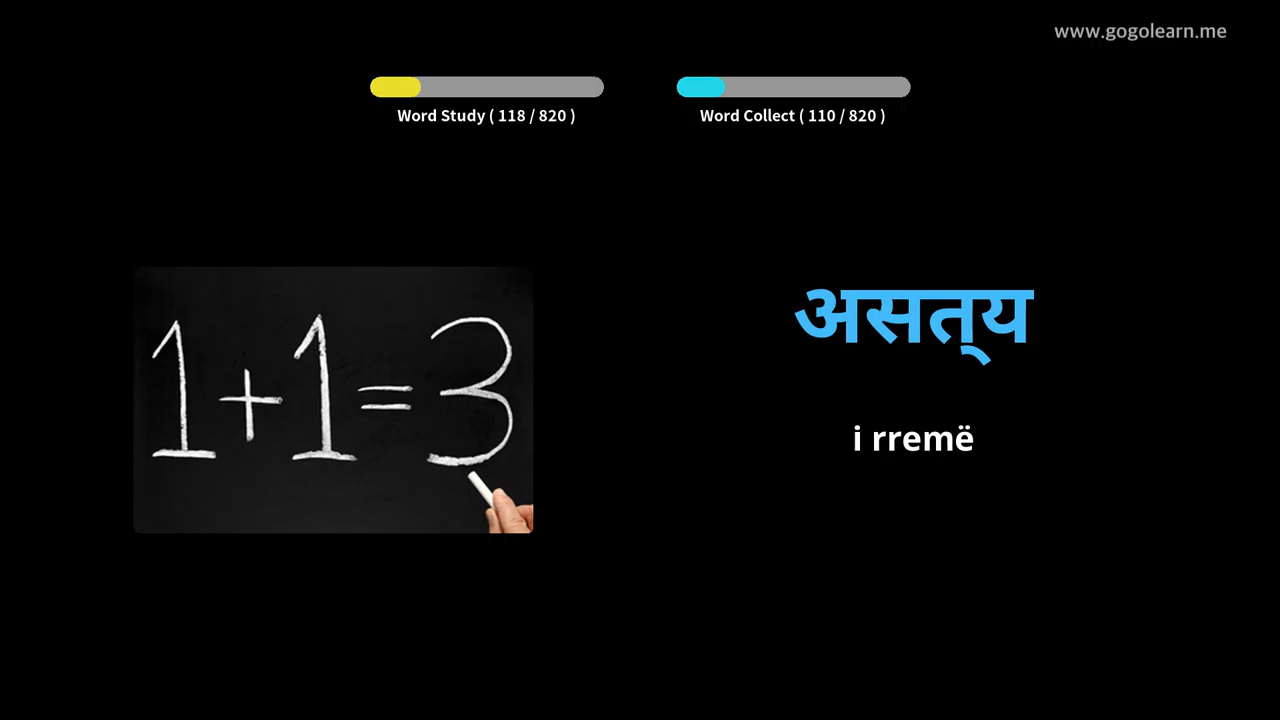 www.gogolearn.me
Word Study ( 118 / 820 )
Word Collect ( 110 / 820 )
1+1=3
असत्य
i rremë